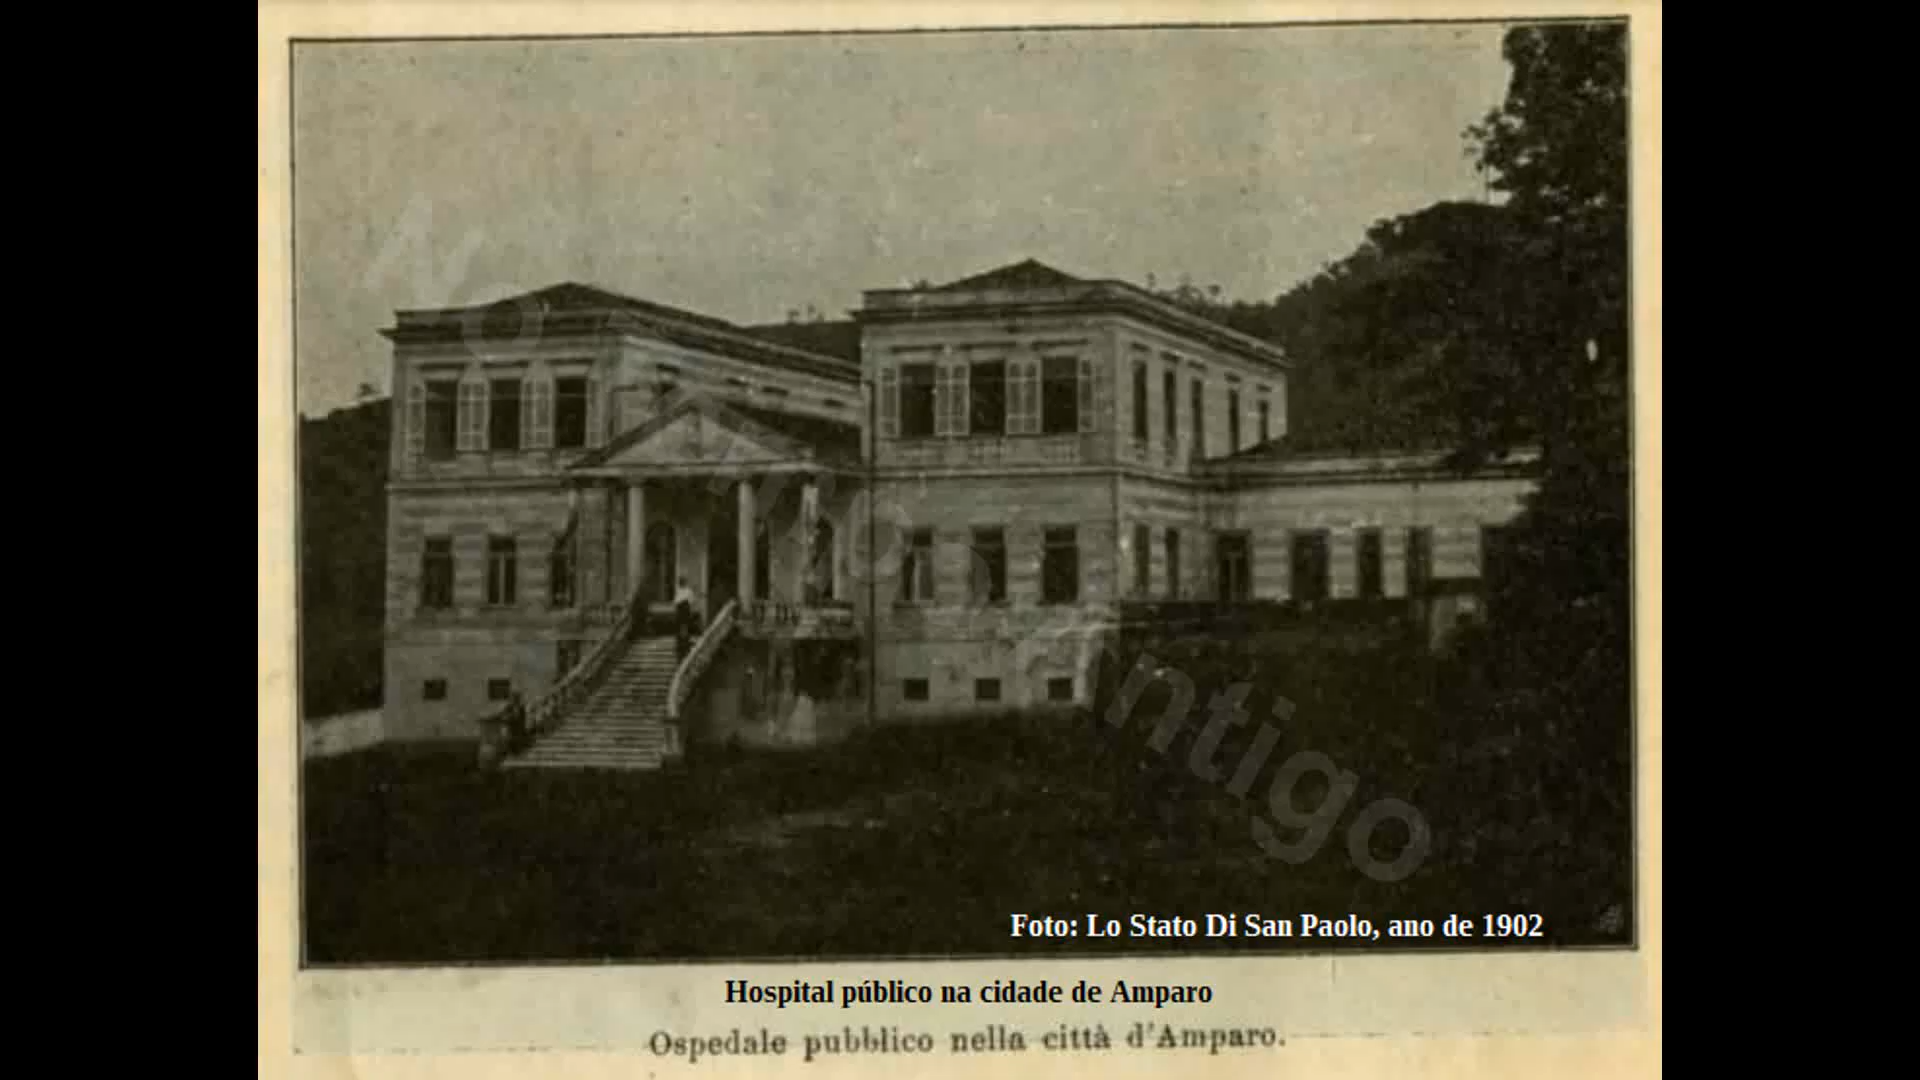 Foto: Lo Stato Di San Paolo, ano de 1902
Hospital público na cidade de Amparo
Ospedale pubblico nella città d'Amparo.